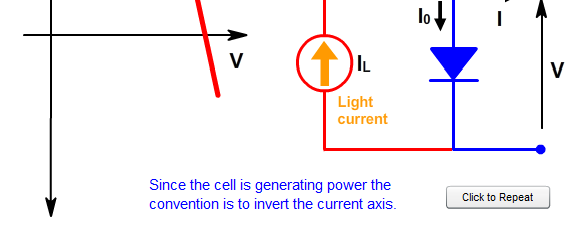 I₀
I
V
I_L
V
Light
current
Since the cell is generating power the
convention is to invert the current axis.
Click to Repeat